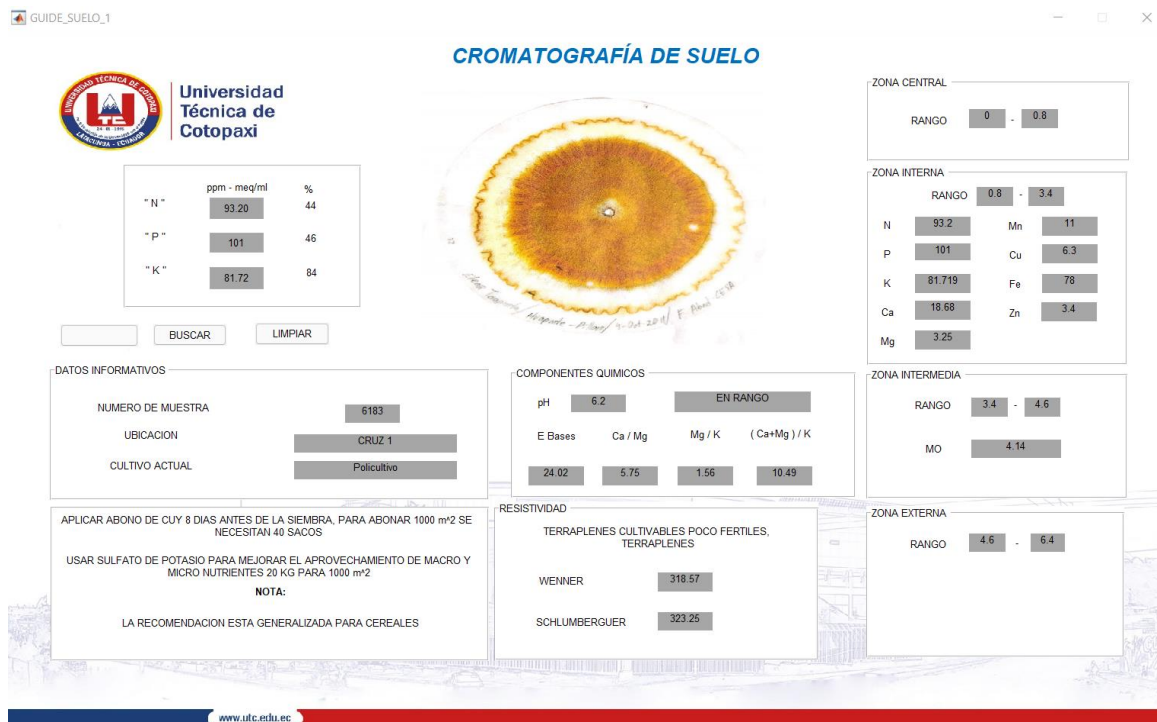 GUIDE_SUELO_1
CROMATOGRAFÍA DE SUELO
UNIVERSIDAD TÉCNICA DE COTOPAXI
UTC
LATACUNGA - ECUADOR
Universidad
Técnica de
Cotopaxi
ppm - meq/ml %
" N " 93.20 44
" P " 101 46
" K " 81.72 84
BUSCAR LIMPIAR
ZONA CENTRAL
RANGO 0 - 0.8
ZONA INTERNA
RANGO 0.8 - 3.4
N 93.2 Mn 11
P 101 Cu 6.3
K 81.719 Fe 78
Ca 18.68 Zn 3.4
Mg 3.25
DATOS INFORMATIVOS
NUMERO DE MUESTRA 6183
UBICACION CRUZ 1
CULTIVO ACTUAL Policultivo
COMPONENTES QUIMICOS
pH 6.2 EN RANGO
E Bases Ca / Mg Mg / K ( Ca+Mg ) / K
24.02 5.75 1.56 10.49
ZONA INTERMEDIA
RANGO 3.4 - 4.6
MO 4.14
APLICAR ABONO DE CUY 8 DIAS ANTES DE LA SIEMBRA, PARA ABONAR 1000 m^2 SE
NECESITAN 40 SACOS
USAR SULFATO DE POTASIO PARA MEJORAR EL APROVECHAMIENTO DE MACRO Y
MICRO NUTRIENTES 20 KG PARA 1000 m^2
NOTA:
LA RECOMENDACION ESTA GENERALIZADA PARA CEREALES
RESISTIVIDAD
TERRAPLENES CULTIVABLES POCO FERTILES,
TERRAPLENES
WENNER 318.57
SCHLUMBERGUER 323.25
ZONA EXTERNA
RANGO 4.6 - 6.4
www.utc.edu.ec